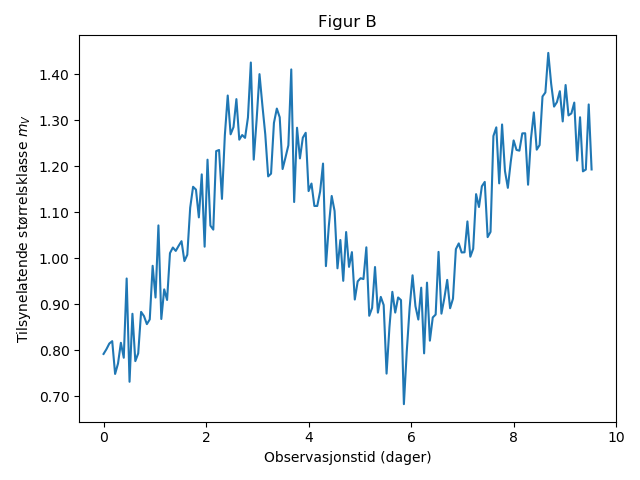 Figur B
Tilsynelatende størrelsklasse m_V
1.40
1.30
1.20
1.10
1.00
0.90
0.80
0.70
0 2 4 6 8 10
Observasjonstid (dager)